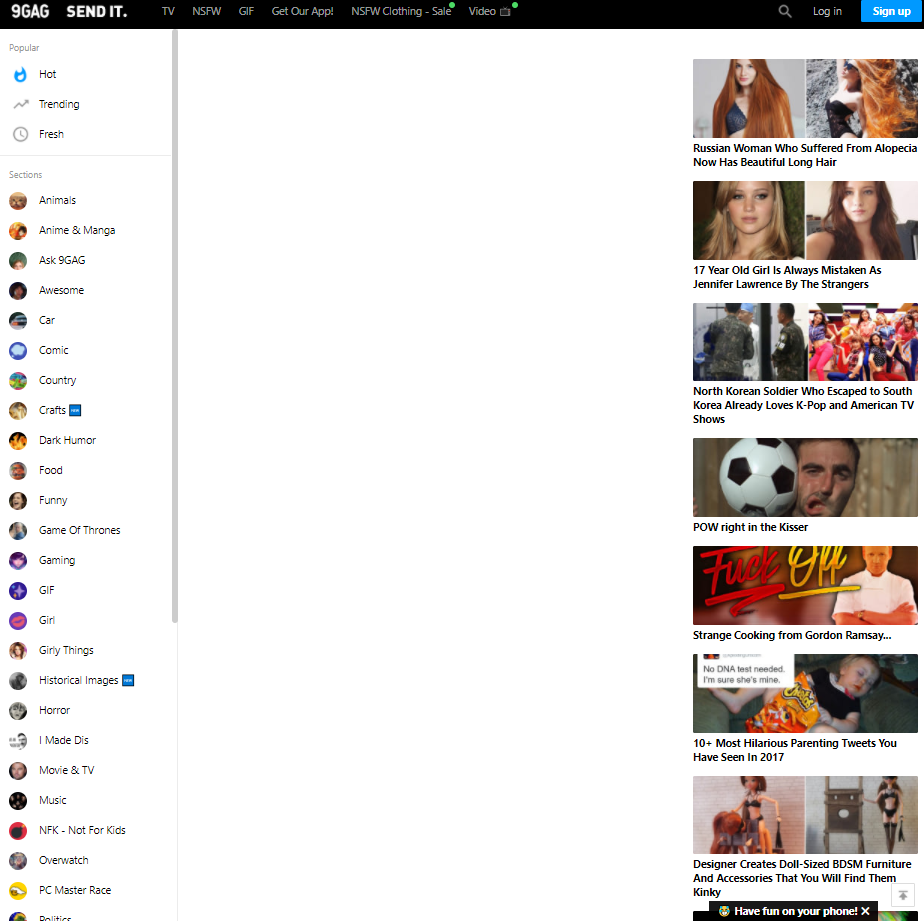 9GAG SEND IT. TV NSFW GIF Get Our App! NSFW Clothing - Sale Video Log in Sign up
Popular
Hot
Trending
Fresh
Sections
Animals
Anime & Manga
Ask 9GAG
Awesome
Car
Comic
Country
Crafts NEW
Dark Humor
Food
Funny
Game Of Thrones
Gaming
GIF
Girl
Girly Things
Historical Images NEW
Horror
I Made Dis
Movie & TV
Music
NFK - Not For Kids
Overwatch
PC Master Race
Politics
Russian Woman Who Suffered From Alopecia
Now Has Beautiful Long Hair
17 Year Old Girl Is Always Mistaken As
Jennifer Lawrence By The Strangers
North Korean Soldier Who Escaped to South
Korea Already Loves K-Pop and American TV
Shows
POW right in the Kisser
Fuck Off
Strange Cooking from Gordon Ramsay...
No DNA test needed.
I'm sure she's mine.
10+ Most Hilarious Parenting Tweets You
Have Seen In 2017
Designer Creates Doll-Sized BDSM Furniture
And Accessories That You Will Find Them
Kinky
Have fun on your phone! ✕